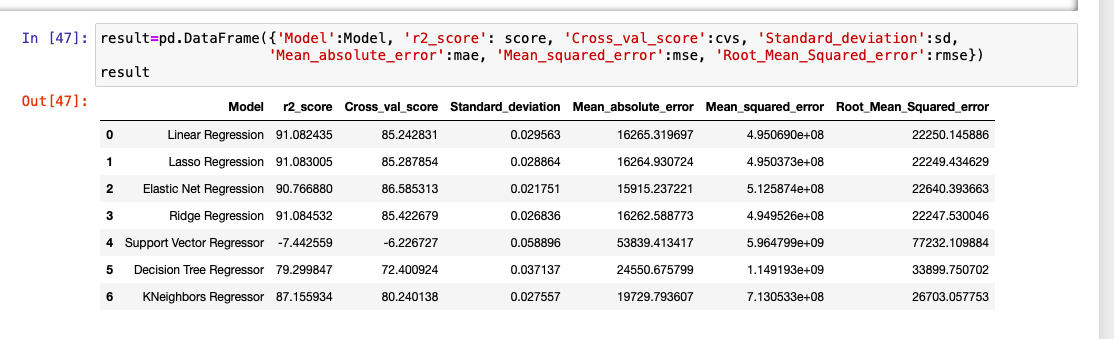 In [47]: result=pd.DataFrame({'Model':Model, 'r2_score': score, 'Cross_val_score':cvs, 'Standard_deviation':sd,
'Mean_absolute_error':mae, 'Mean_squared_error':mse, 'Root_Mean_Squared_error':rmse})
result
Out[47]:
Model r2_score Cross_val_score Standard_deviation Mean_absolute_error Mean_squared_error Root_Mean_Squared_error
0 Linear Regression 91.082435 85.242831 0.029563 16265.319697 4.950690e+08 22250.145886
1 Lasso Regression 91.083005 85.287854 0.028864 16264.930724 4.950373e+08 22249.434629
2 Elastic Net Regression 90.766880 86.585313 0.021751 15915.237221 5.125874e+08 22640.393663
3 Ridge Regression 91.084532 85.422679 0.026836 16262.588773 4.949526e+08 22247.530046
4 Support Vector Regressor -7.442559 -6.226727 0.058896 53839.413417 5.964799e+09 77232.109884
5 Decision Tree Regressor 79.299847 72.400924 0.037137 24550.675799 1.149193e+09 33899.750702
6 KNeighbors Regressor 87.155934 80.240138 0.027557 19729.793607 7.130533e+08 26703.057753